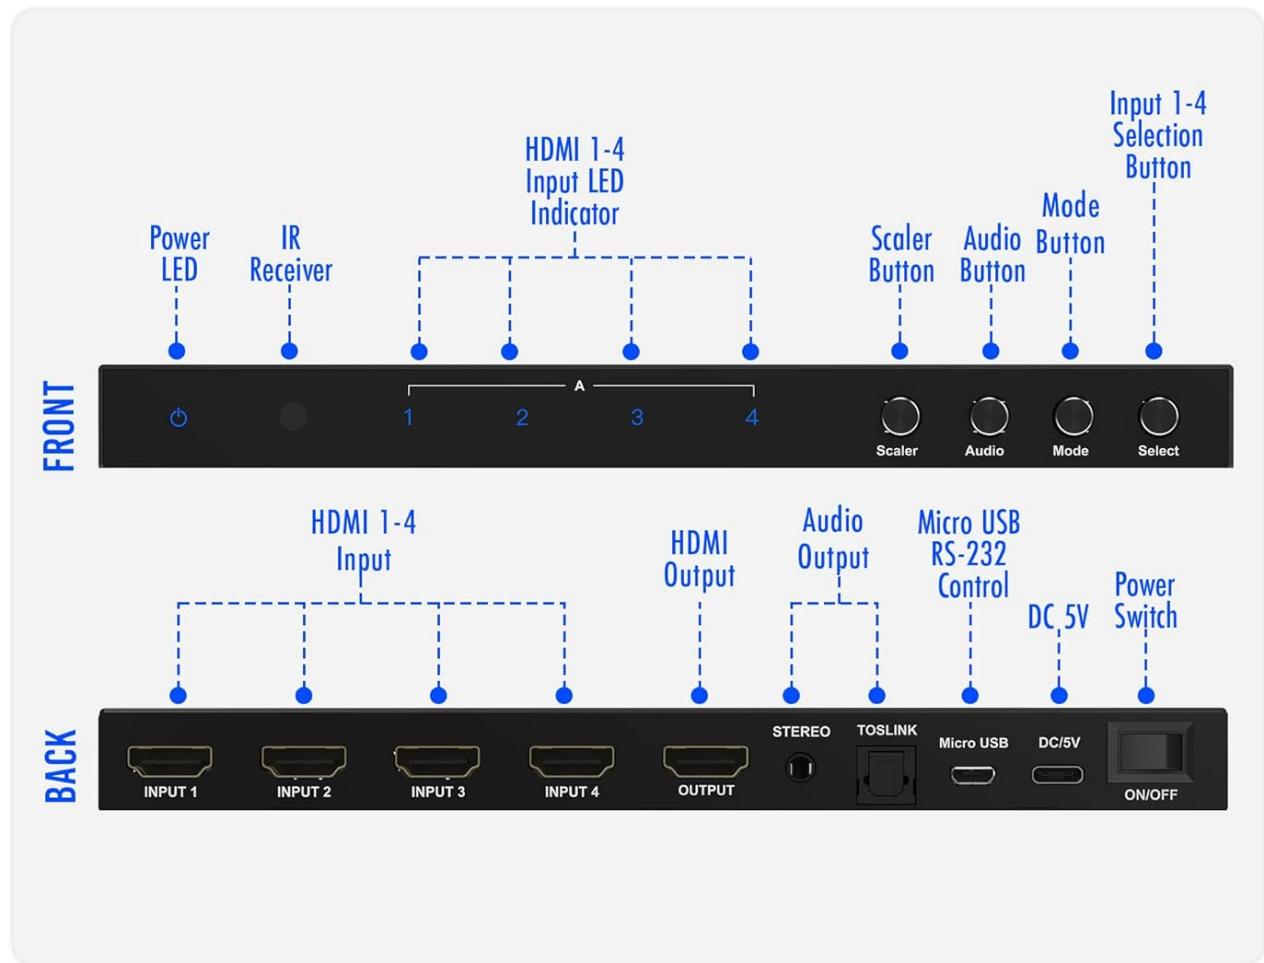 Input 1-4
Selection
Button
HDMI 1-4
Input LED
Indicator
Mode
Button
Power
LED
IR
Receiver
Scaler
Button
Audio
Button
FRONT
A
1 2 3 4
Scaler Audio Mode Select
HDMI 1-4
Input
HDMI
Output
Audio
Output
Micro USB
RS-232
Control
DC 5V
Power
Switch
BACK
STEREO TOSLINK
Micro USB DC/5V
INPUT 1 INPUT 2 INPUT 3 INPUT 4 OUTPUT
ON/OFF